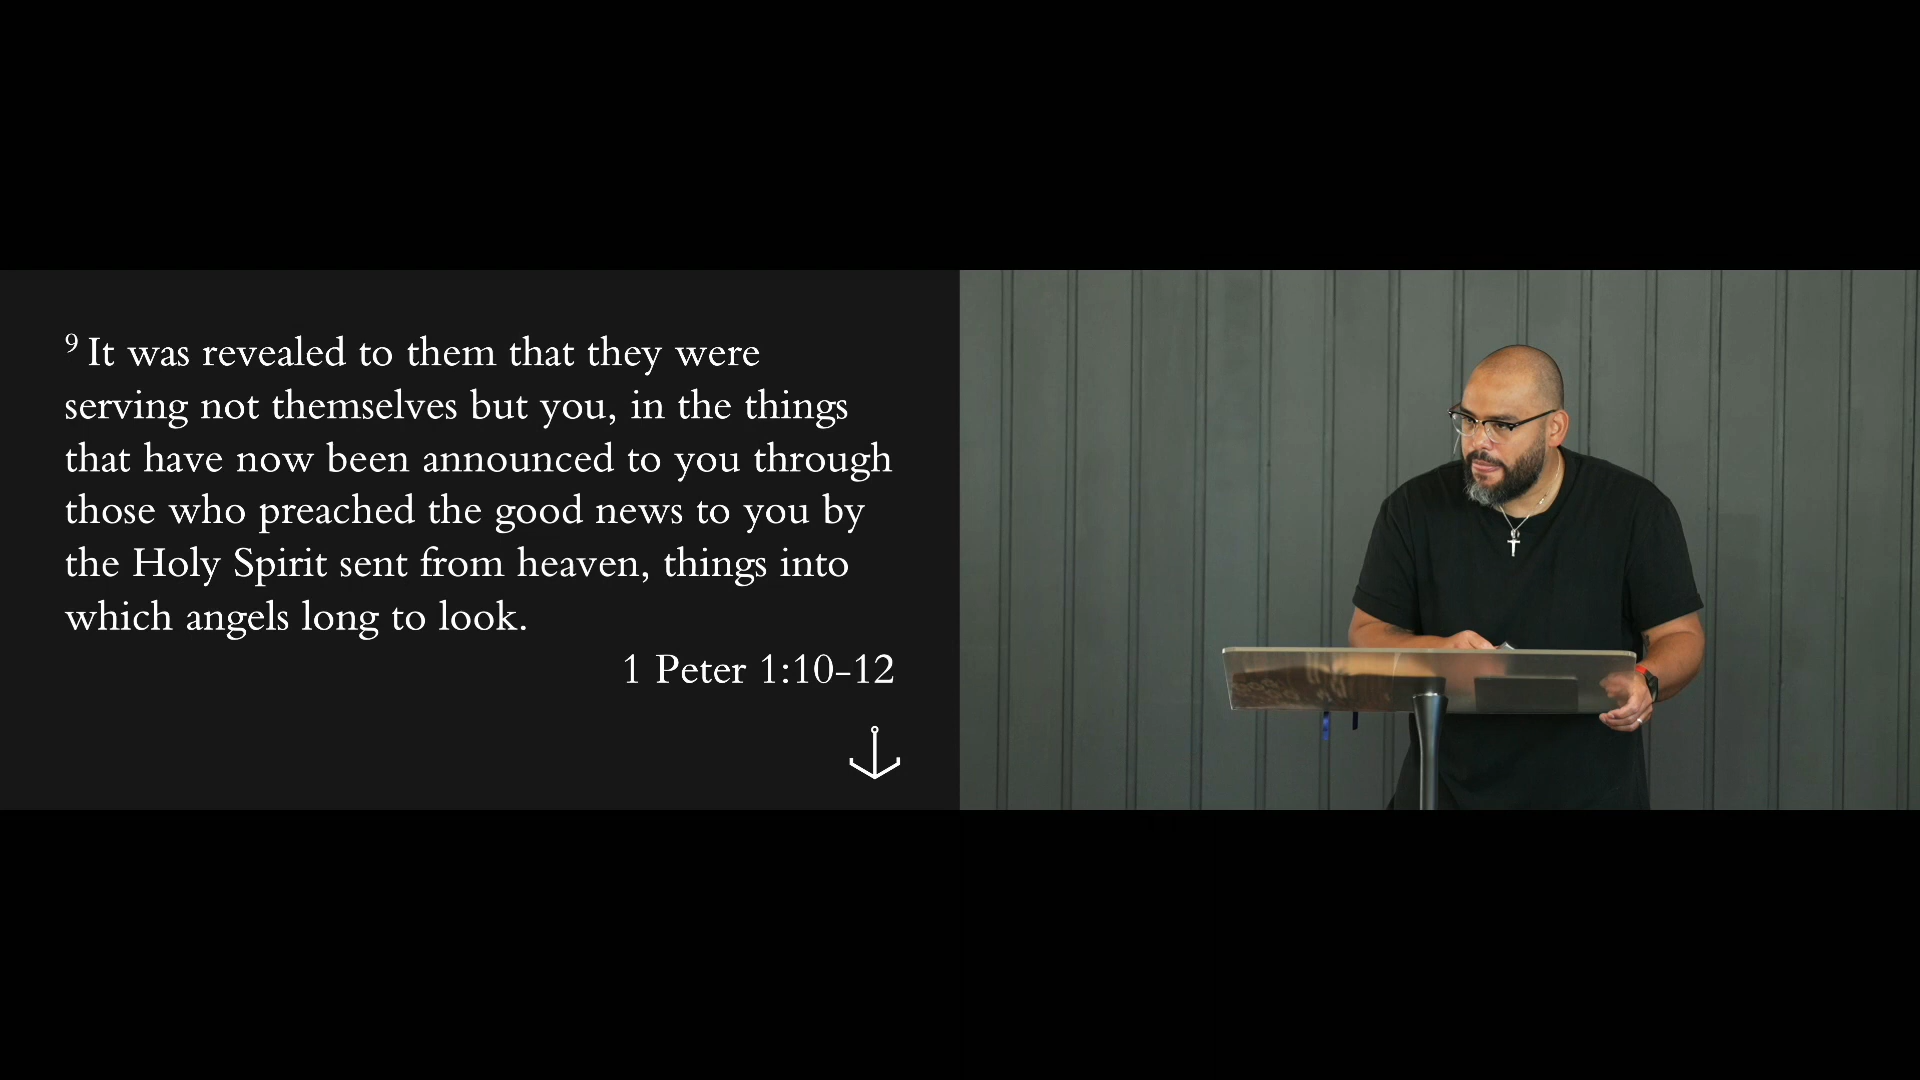 9 It was revealed to them that they were
serving not themselves but you, in the things
that have now been announced to you through
those who preached the good news to you by
the Holy Spirit sent from heaven, things into
which angels long to look.
1 Peter 1:10–12